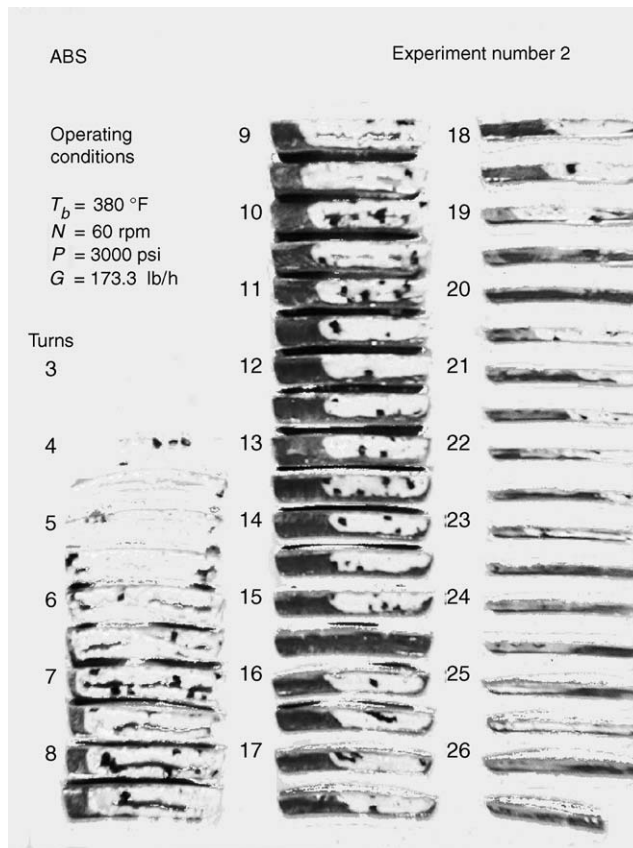 ABS
Experiment number 2
Operating
conditions
T_b = 380 °F
N = 60 rpm
P = 3000 psi
G = 173.3 lb/h
Turns
3
4
5
6
7
8
9
10
11
12
13
14
15
16
17
18
19
20
21
22
23
24
25
26